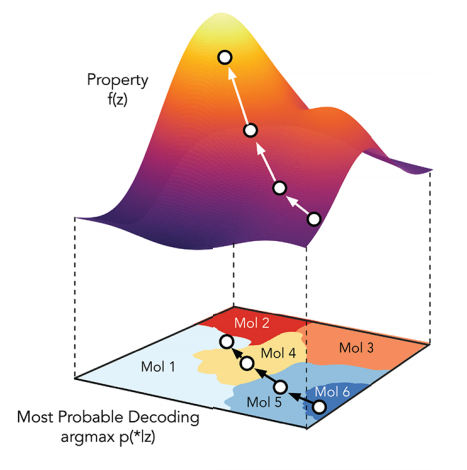 Property
f(z)
Mol 2
Mol 3
Mol 4
Mol 1
Mol 6
Mol 5
Most Probable Decoding
argmax p(*|z)